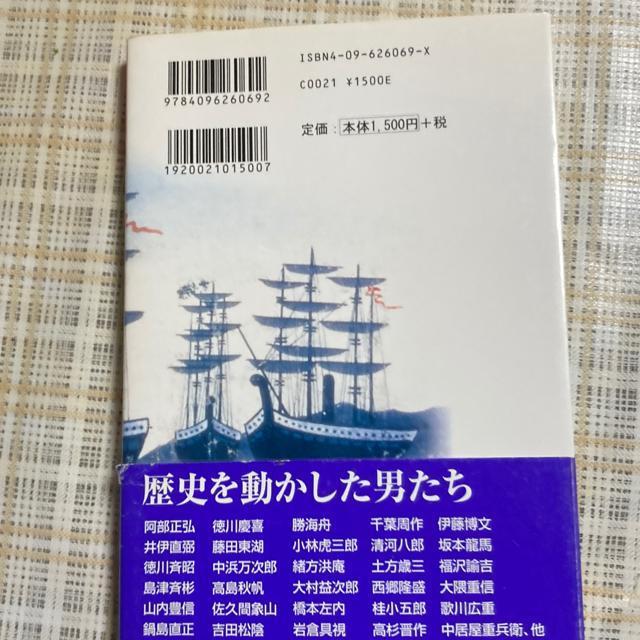 ISBN4-09-626069-X
C0021 ¥1500E
9784096260692
定価：本体1,500円+税
1920021015007
歴史を動かした男たち
阿部正弘 徳川慶喜 勝海舟 千葉周作 伊藤博文
井伊直弼 藤田東湖 小林虎三郎 清河八郎 坂本龍馬
徳川斉昭 中浜万次郎 緒方洪庵 土方歳三 福沢諭吉
島津斉彬 高島秋帆 大村益次郎 西郷隆盛 大隈重信
山内豊信 佐久間象山 橋本左内 桂小五郎 歌川広重
鍋島直正 吉田松陰 岩倉具視 高杉晋作 中居屋重兵衛、他